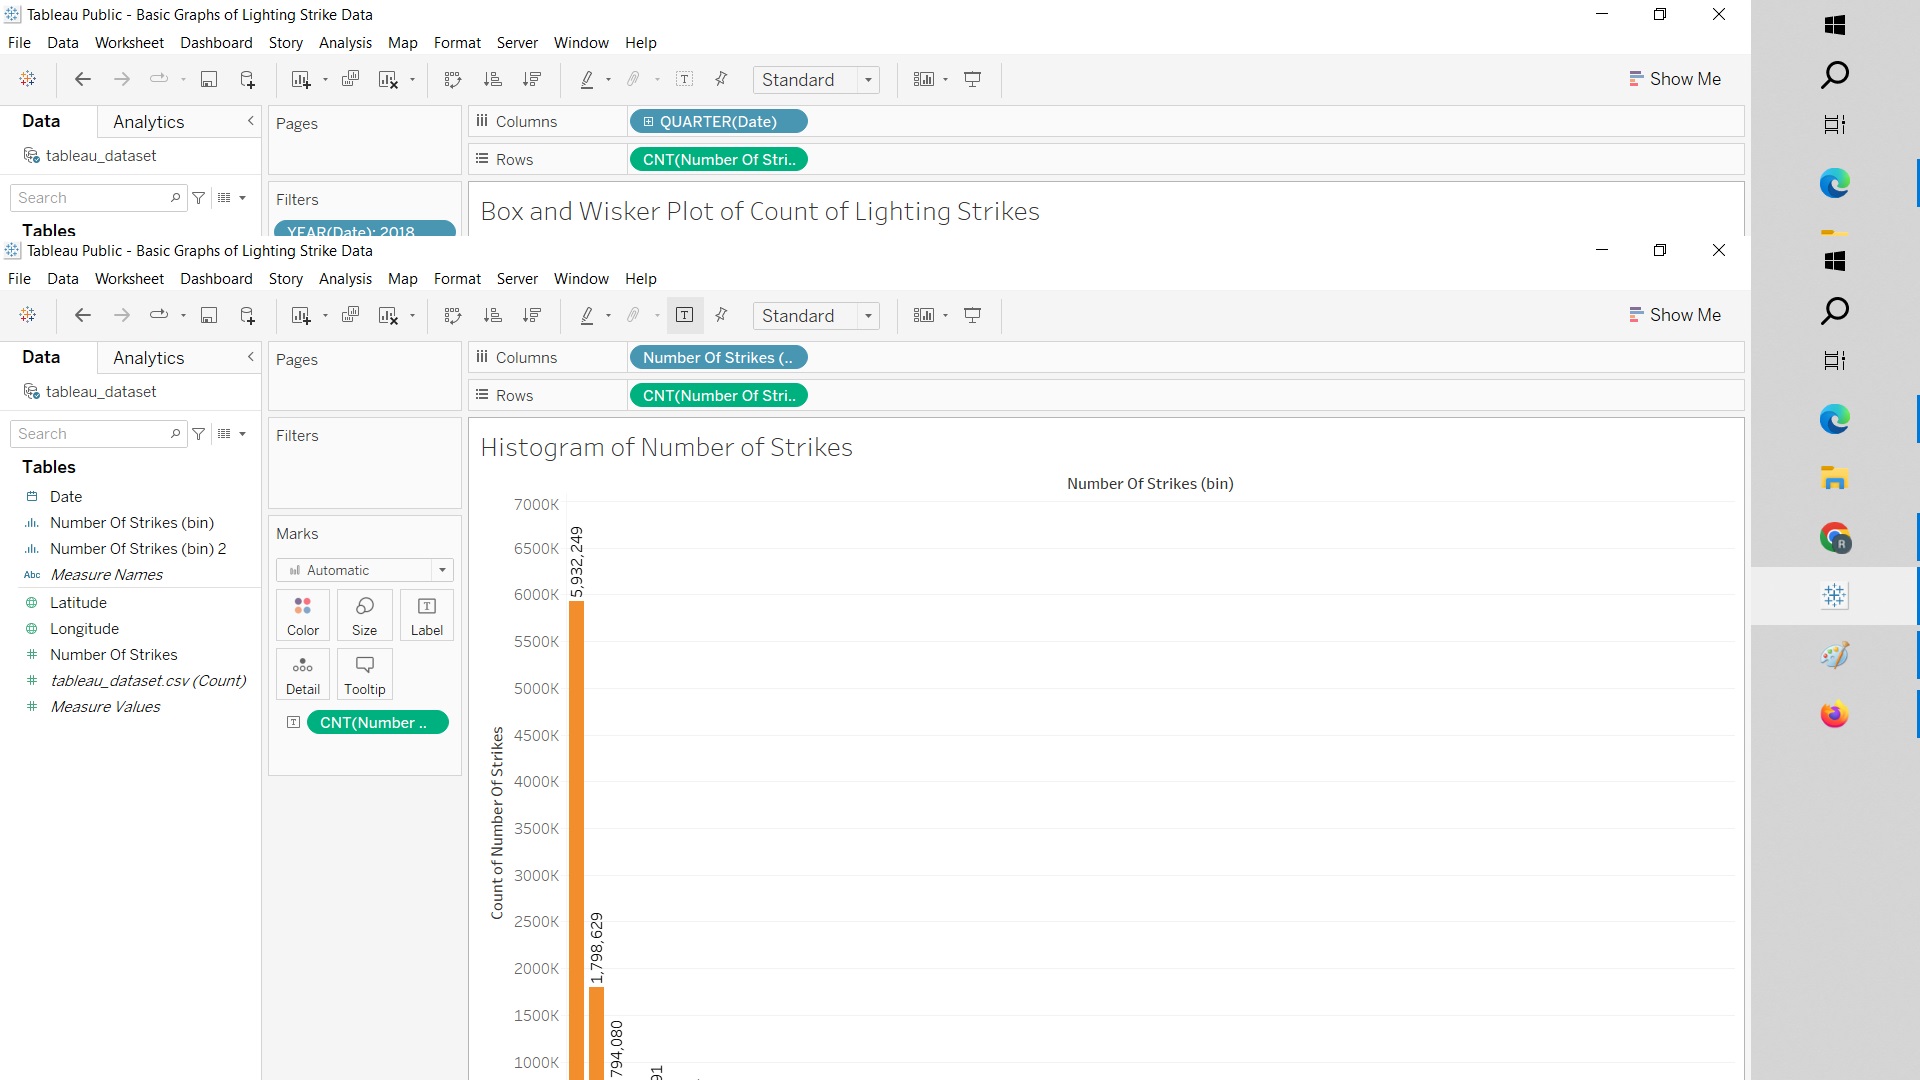 Tableau Public - Basic Graphs of Lighting Strike Data
File Data Worksheet Dashboard Story Analysis Map Format Server Window Help
Standard
Show Me
Data Analytics
Pages
Columns QUARTER(Date)
tableau_dataset
Rows CNT(Number Of Stri..
Search
Filters
Box and Wisker Plot of Count of Lighting Strikes
Tables
YEAR(Date): 2018
Tableau Public - Basic Graphs of Lighting Strike Data
File Data Worksheet Dashboard Story Analysis Map Format Server Window Help
T
Standard
Show Me
Data Analytics
Pages
Columns Number Of Strikes (..
tableau_dataset
Rows CNT(Number Of Stri..
Search
Filters
Histogram of Number of Strikes
Tables
Date
Number Of Strikes (bin)
Number Of Strikes (bin) 2
Abc Measure Names
Latitude
Longitude
Number Of Strikes
tableau_dataset.csv (Count)
Measure Values
Marks
Automatic
Color Size Label
Detail Tooltip
T CNT(Number ..
Number Of Strikes (bin)
Count of Number Of Strikes
7000K
6500K
6000K
5500K
5000K
4500K
4000K
3500K
3000K
2500K
2000K
1500K
1000K
5,932,249
1,798,629
794,080
91
R